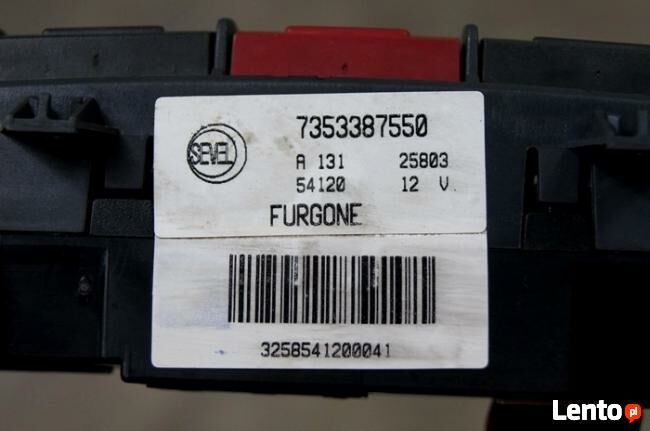 SEVEL
7353387550
A 131 25803
54120 12 V
FURGONE
3258541200041
Lento.pl